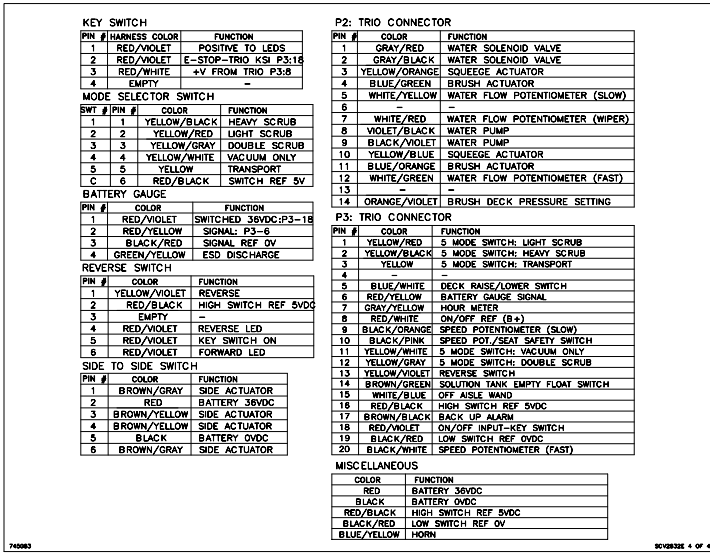 KEY SWITCH
PIN # HARNESS COLOR FUNCTION
1 RED/VIOLET POSITIVE TO LEDS
2 RED/VIOLET E-STOP-TRIO KSI P3:18
3 RED/WHITE +V FROM TRIO P3:8
4 EMPTY -
MODE SELECTOR SWITCH
SWT # PIN # COLOR FUNCTION
1 1 YELLOW/BLACK HEAVY SCRUB
2 2 YELLOW/RED LIGHT SCRUB
3 3 YELLOW/GRAY DOUBLE SCRUB
4 4 YELLOW/WHITE VACUUM ONLY
5 5 YELLOW TRANSPORT
C 6 RED/BLACK SWITCH REF 5V
BATTERY GAUGE
PIN # COLOR FUNCTION
1 RED/VIOLET SWITCHED 36VDC:P3-18
2 RED/YELLOW SIGNAL: P3-6
3 BLACK/RED SIGNAL REF 0V
4 GREEN/YELLOW ESD DISCHARGE
REVERSE SWITCH
PIN # COLOR FUNCTION
1 YELLOW/VIOLET REVERSE
2 RED/BLACK HIGH SWITCH REF 5VDC
3 EMPTY -
4 RED/VIOLET REVERSE LED
5 RED/VIOLET KEY SWITCH ON
6 RED/VIOLET FORWARD LED
SIDE TO SIDE SWITCH
PIN # COLOR FUNCTION
1 BROWN/GRAY SIDE ACTUATOR
2 RED BATTERY 36VDC
3 BROWN/YELLOW SIDE ACTUATOR
4 BROWN/YELLOW SIDE ACTUATOR
5 BLACK BATTERY 0VDC
6 BROWN/GRAY SIDE ACTUATOR
P2: TRIO CONNECTOR
PIN # COLOR FUNCTION
1 GRAY/RED WATER SOLENOID VALVE
2 GRAY/BLACK WATER SOLENOID VALVE
3 YELLOW/ORANGE SQUEEGE ACTUATOR
4 BLUE/GREEN BRUSH ACTUATOR
5 WHITE/YELLOW WATER FLOW POTENTIOMETER (SLOW)
6 - -
7 WHITE/RED WATER FLOW POTENTIOMETER (WIPER)
8 VIOLET/BLACK WATER PUMP
9 BLACK/VIOLET WATER PUMP
10 YELLOW/BLUE SQUEEGE ACTUATOR
11 BLUE/ORANGE BRUSH ACTUATOR
12 WHITE/GREEN WATER FLOW POTENTIOMETER (FAST)
13 - -
14 ORANGE/VIOLET BRUSH DECK PRESSURE SETTING
P3: TRIO CONNECTOR
PIN # COLOR FUNCTION
1 YELLOW/RED 5 MODE SWITCH: LIGHT SCRUB
2 YELLOW/BLACK 5 MODE SWITCH: HEAVY SCRUB
3 YELLOW 5 MODE SWITCH: TRANSPORT
4 - -
5 BLUE/WHITE DECK RAISE/LOWER SWITCH
6 RED/YELLOW BATTERY GAUGE SIGNAL
7 GRAY/YELLOW HOUR METER
8 RED/WHITE ON/OFF REF (B+)
9 BLACK/ORANGE SPEED POTENTIOMETER (SLOW)
10 BLACK/PINK SPEED POT./SEAT SAFETY SWITCH
11 YELLOW/WHITE 5 MODE SWITCH: VACUUM ONLY
12 YELLOW/GRAY 5 MODE SWITCH: DOUBLE SCRUB
13 YELLOW/VIOLET REVERSE SWITCH
14 BROWN/GREEN SOLUTION TANK EMPTY FLOAT SWITCH
15 WHITE/BLUE OFF AISLE WAND
16 RED/BLACK HIGH SWITCH REF 5VDC
17 BROWN/BLACK BACK UP ALARM
18 RED/VIOLET ON/OFF INPUT-KEY SWITCH
19 BLACK/RED LOW SWITCH REF 0VDC
20 BLACK/WHITE SPEED POTENTIOMETER (FAST)
MISCELLANEOUS
COLOR FUNCTION
RED BATTERY 36VDC
BLACK BATTERY 0VDC
RED/BLACK HIGH SWITCH REF 5VDC
BLACK/RED LOW SWITCH REF 0V
BLUE/YELLOW HORN
745083
SCV2832E 4 OF 4